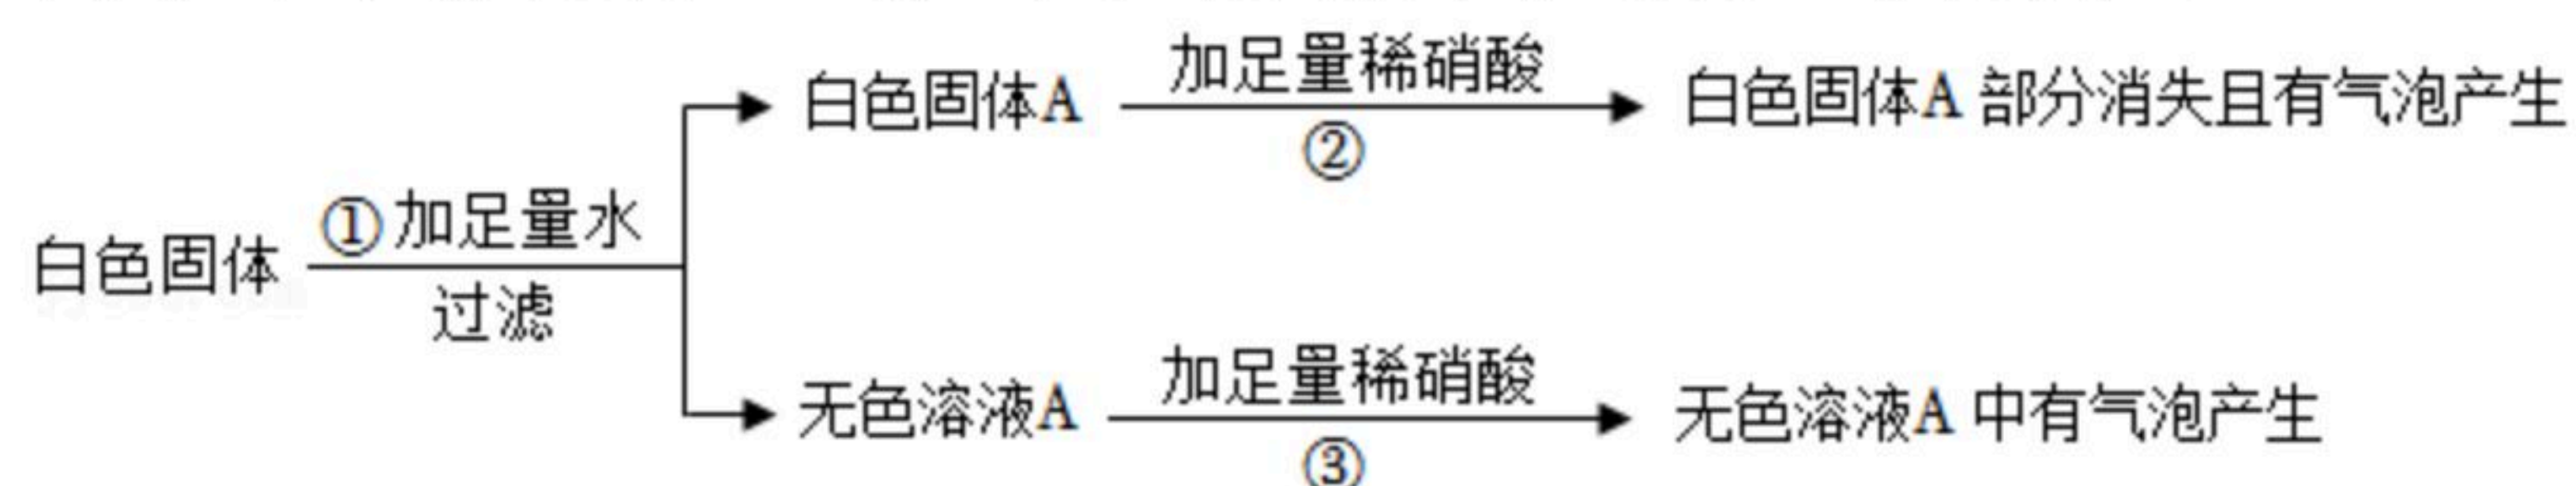 加足量稀硝酸
白色固体A
②
白色固体A 部分消失且有气泡产生
①加足量水
白色固体
过滤
加足量稀硝酸
无色溶液A
③
无色溶液A 中有气泡产生